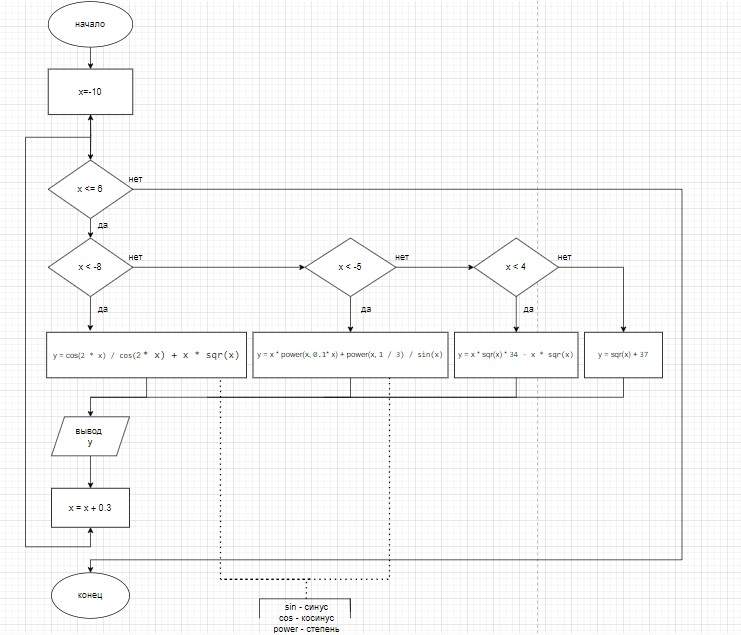 начало
x=-10
x <= 6
нет
да
x < -8
нет
x < -5
нет
x < 4
нет
да
да
да
y = cos(2 * x) / cos(2 * x) + x * sqr(x)
y = x * power(x, 0.1* x) + power(x, 1 / 3) / sin(x)
y = x * sqr(x) * 34 - x * sqr(x)
y = sqr(x) + 37
вывод
y
x = x + 0.3
конец
sin - синус
cos - косинус
power - степень